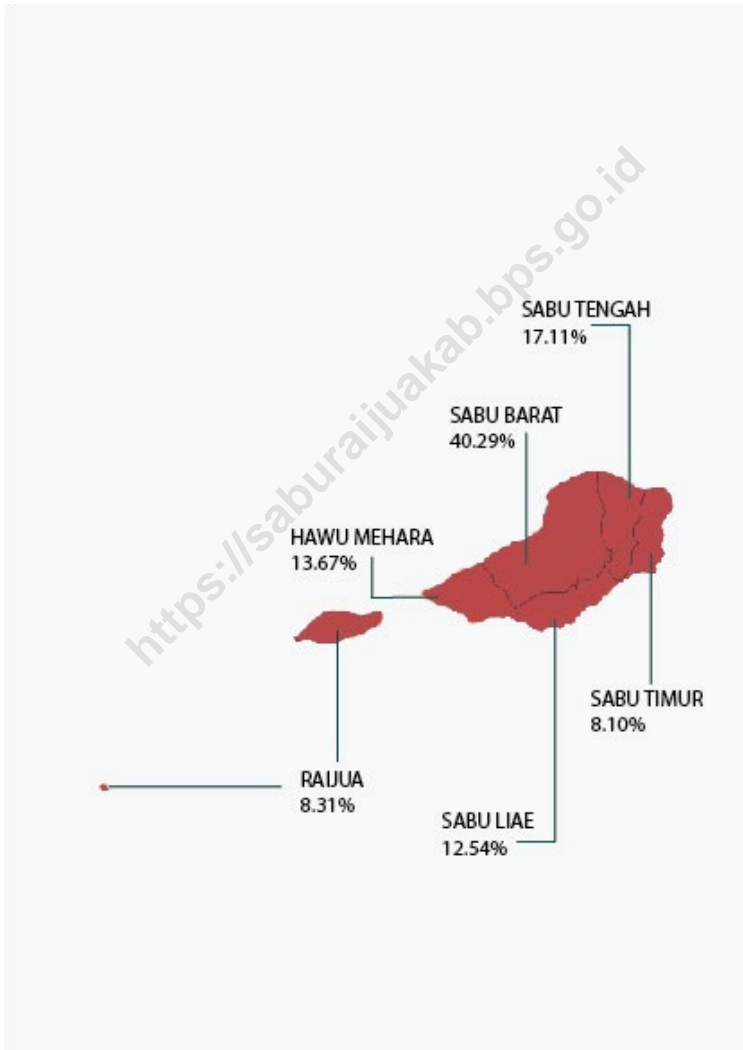 https://saburaijuakab.bps.go.id
SABU TENGAH
17.11%
SABU BARAT
40.29%
HAWU MEHARA
13.67%
SABU TIMUR
8.10%
RAIJUA
8.31%
SABU LIAE
12.54%